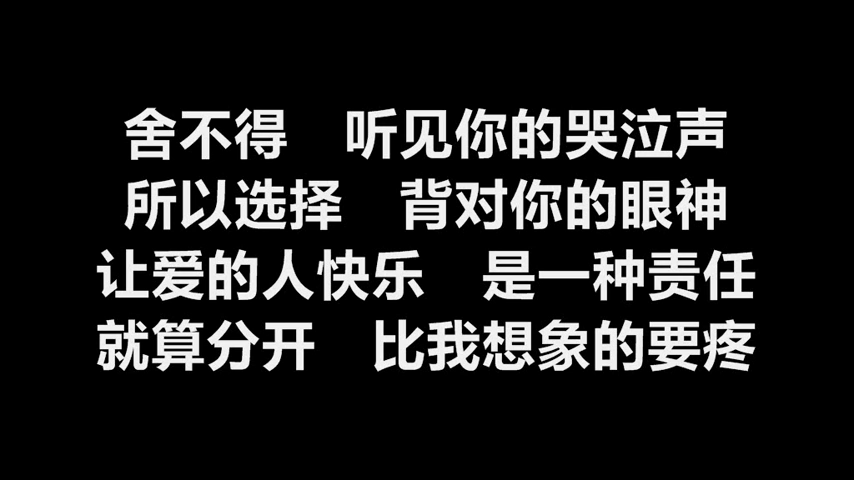 舍不得　听见你的哭泣声
所以选择　背对你的眼神
让爱的人快乐　是一种责任
就算分开　比我想象的要疼